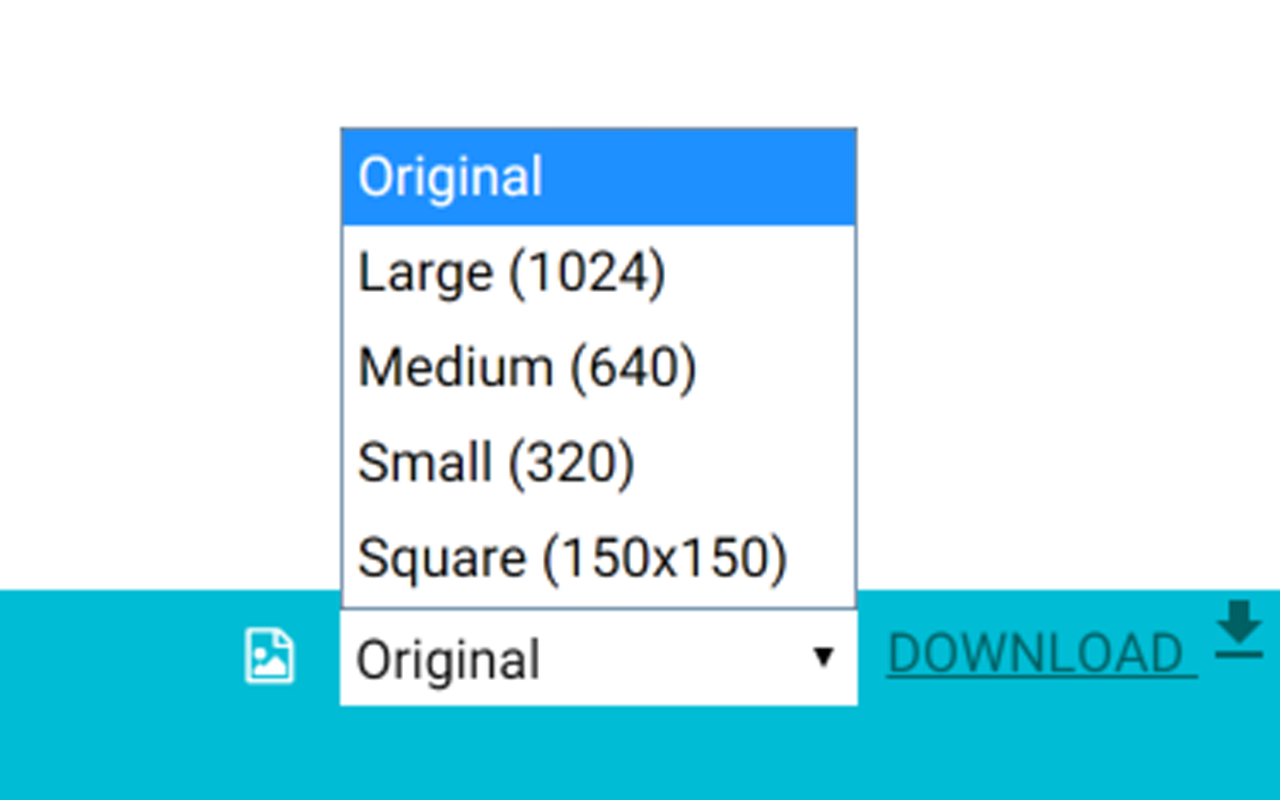 Original
Large (1024)
Medium (640)
Small (320)
Square (150x150)
Original
DOWNLOAD